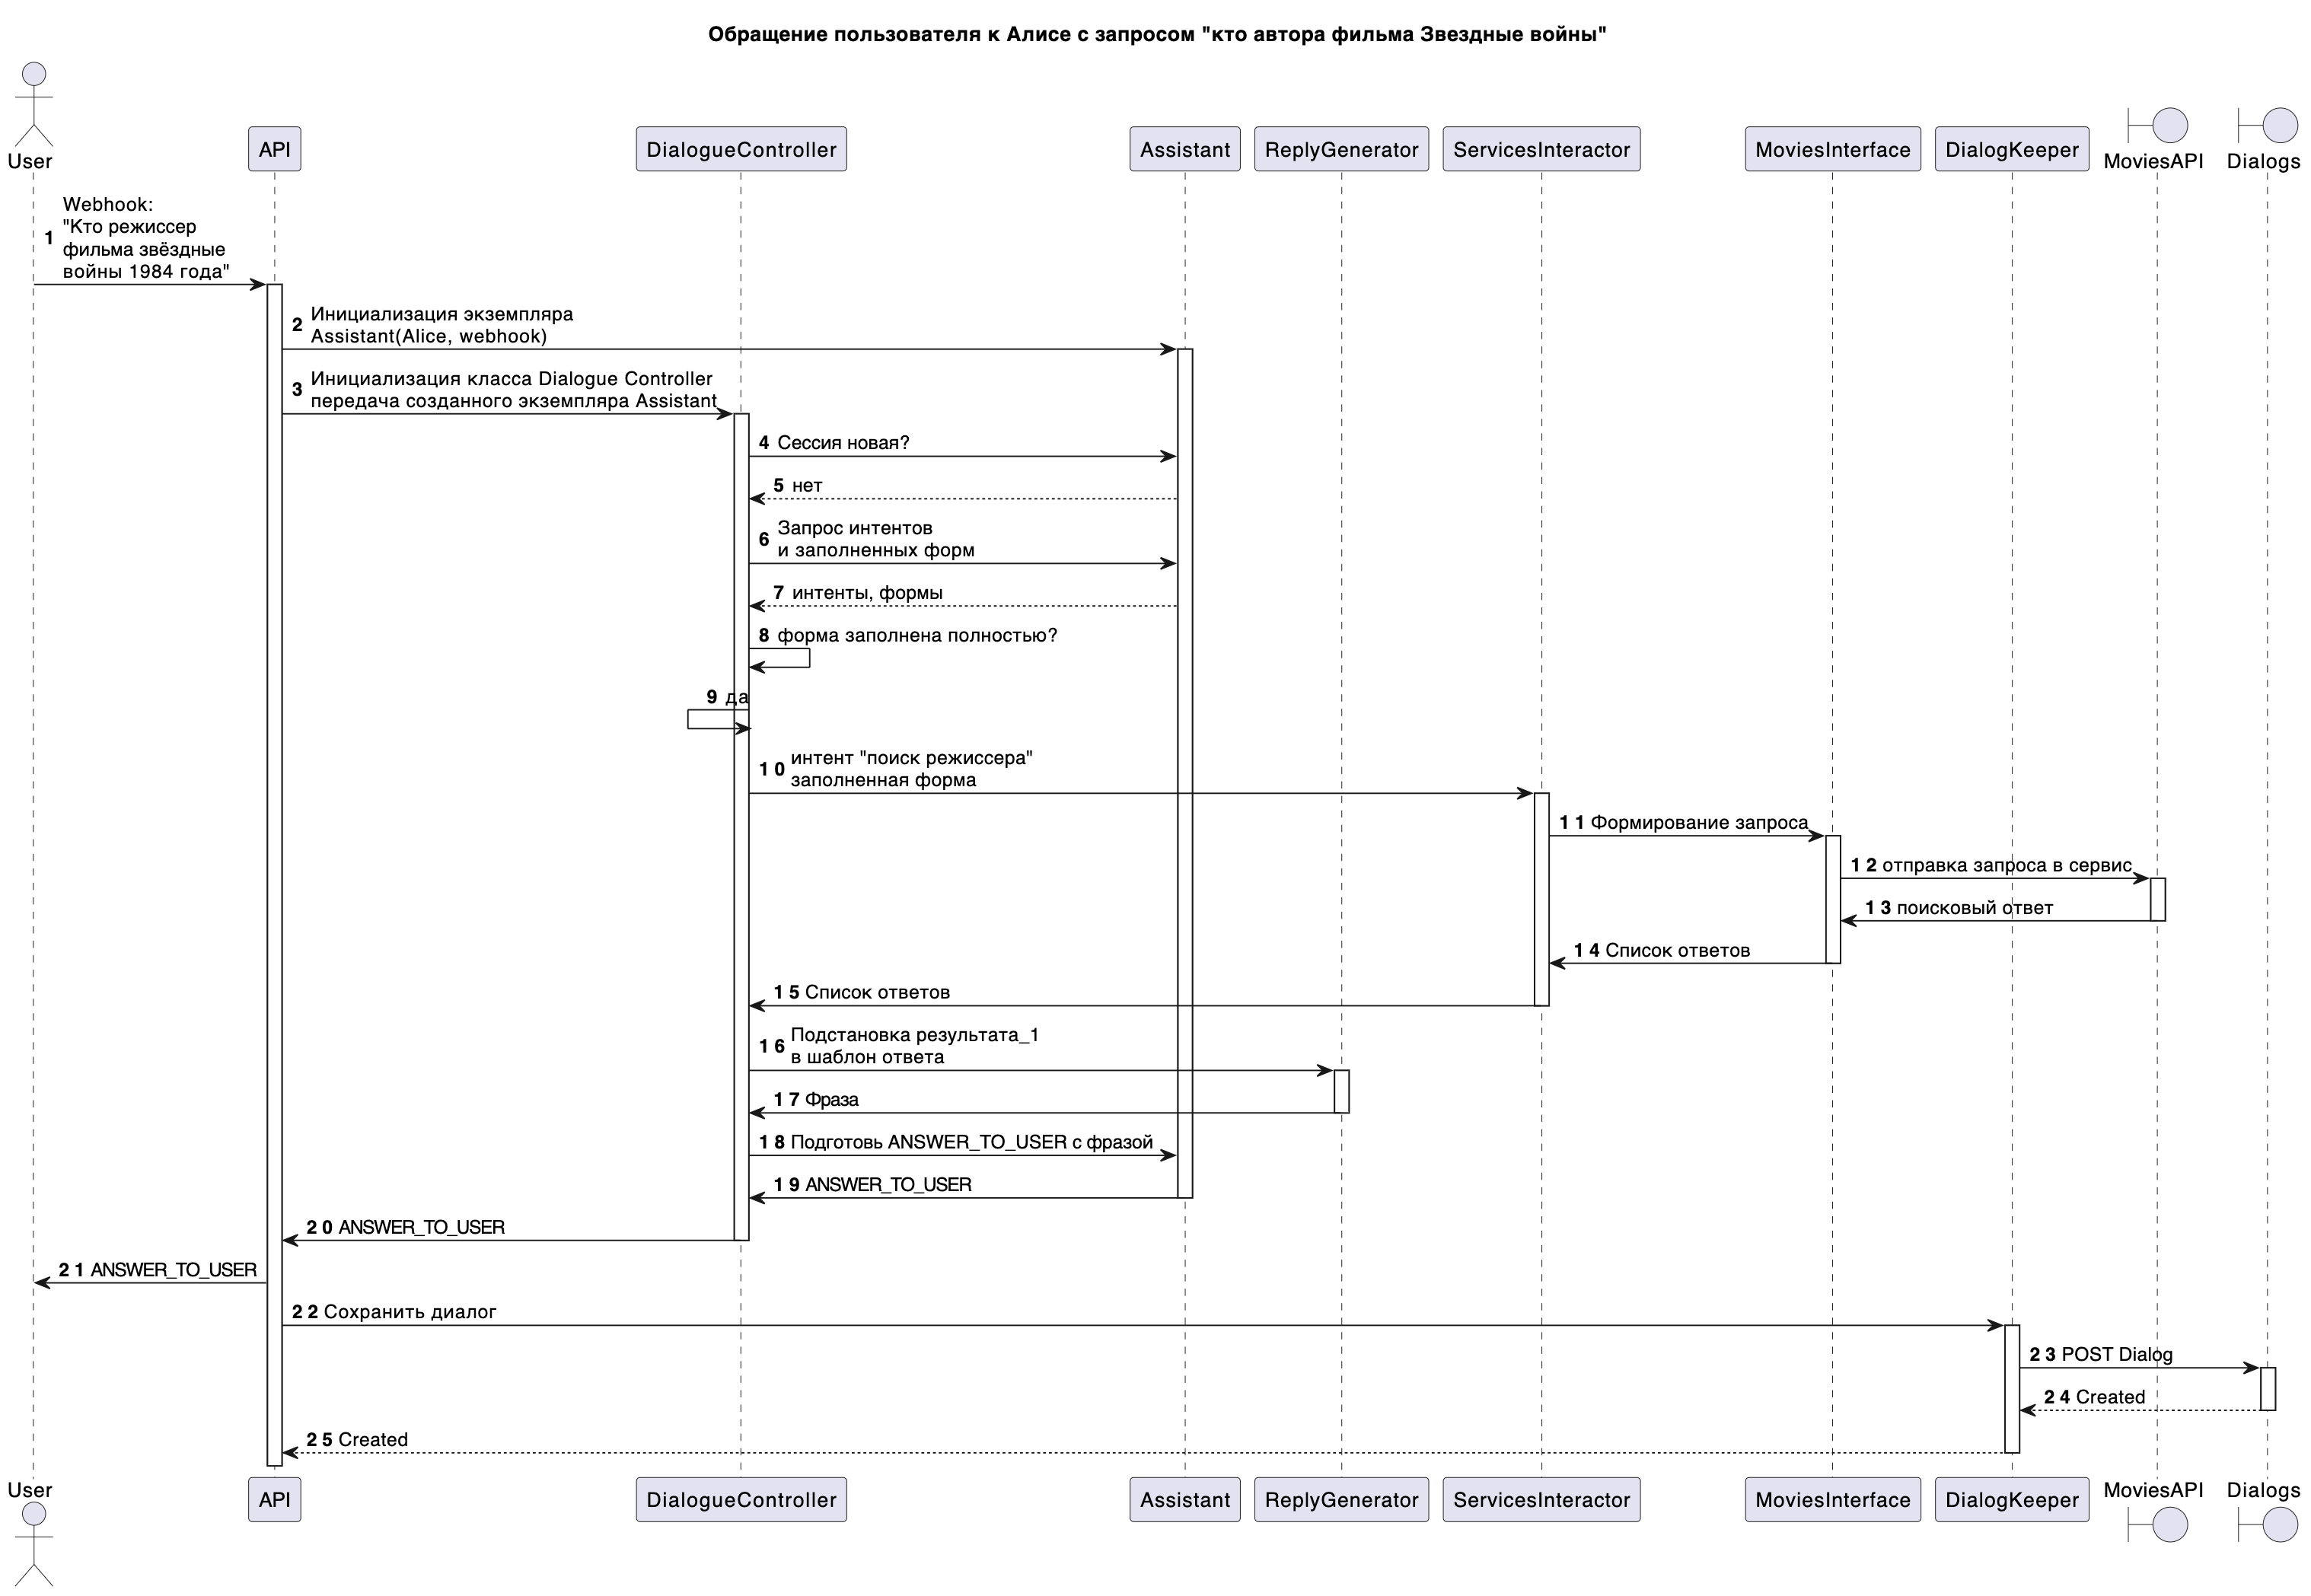 Обращение пользователя к Алисе с запросом "кто автора фильма Звездные войны"
User
API
DialogueController
Assistant
ReplyGenerator
ServicesInteractor
MoviesInterface
DialogKeeper
MoviesAPI
Dialogs
1 Webhook:
"Кто режиссер
фильма звёздные
войны 1984 года"
2 Инициализация экземпляра
Assistant(Alice, webhook)
3 Инициализация класса Dialogue Controller
передача созданного экземпляра Assistant
4 Сессия новая?
5 нет
6 Запрос интентов
и заполненных форм
7 интенты, формы
8 форма заполнена полностью?
9 да
10 интент "поиск режиссера"
заполненная форма
11 Формирование запроса
12 отправка запроса в сервис
13 поисковый ответ
14 Список ответов
15 Список ответов
16 Подстановка результата_1
в шаблон ответа
17 Фраза
18 Подготовь ANSWER_TO_USER с фразой
19 ANSWER_TO_USER
20 ANSWER_TO_USER
21 ANSWER_TO_USER
22 Сохранить диалог
23 POST Dialog
24 Created
25 Created
User
API
DialogueController
Assistant
ReplyGenerator
ServicesInteractor
MoviesInterface
DialogKeeper
MoviesAPI
Dialogs